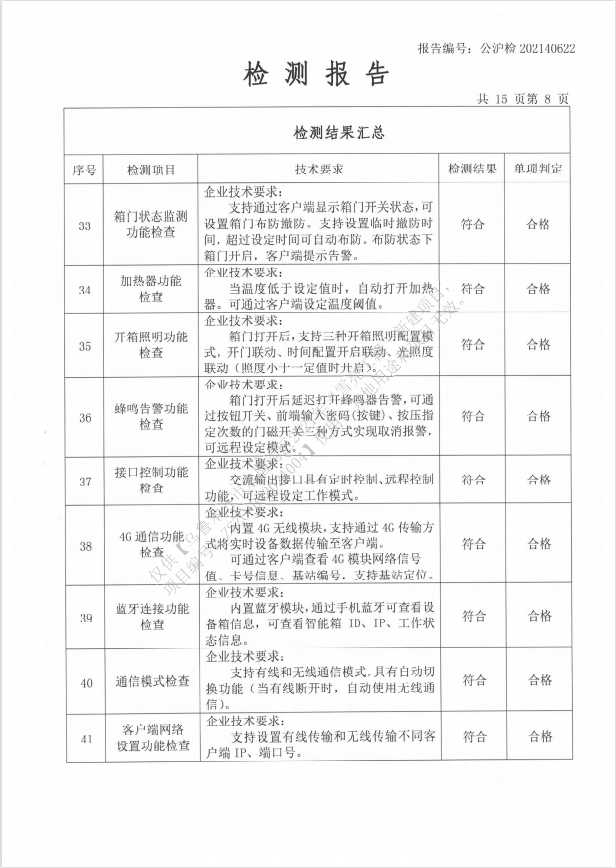 报告编号：公沪检 202140622
检 测 报 告
共 15 页第 8 页
检测结果汇总
序号 检测项目 技术要求 检测结果 单项判定
33 箱门状态监测功能检查 企业技术要求：
支持通过客户端显示箱门开关状态，可
设置箱门布防撤防。支持设置临时撤防时
间，超过设定时间可自动布防。布防状态下
箱门开启，客户端提示告警。 符合 合格
34 加热器功能检查 企业技术要求：
当温度低于设定值时，自动打开加热
器。可通过客户端设定温度阈值。 符合 合格
35 开箱照明功能检查 企业技术要求：
箱门打开后，支持三种开箱照明配置模
式，开门联动、时间配置开启联动、光照度
联动（照度小于一定值时开启）。 符合 合格
36 蜂鸣告警功能检查 企业技术要求：
箱门打开后延迟打开蜂鸣器告警，可通
过按钮开关、前端输入密码(按键)、按压指
定次数的门磁开关三种方式实现取消报警，
可远程设定模式。 符合 合格
37 接口控制功能检查 企业技术要求：
交流输出接口具有定时控制、远程控制
功能，可远程设定工作模式。 符合 合格
38 4G 通信功能检查 企业技术要求：
内置 4G 无线模块，支持通过 4G 传输方
式将实时设备数据传输至客户端。
可通过客户端查看 4G 模块网络信号
值、卡号信息、基站编号，支持基站定位。 符合 合格
39 蓝牙连接功能检查 企业技术要求：
内置蓝牙模块，通过手机蓝牙可查看设
备箱信息，可查看智能箱 ID、IP、工作状
态信息。 符合 合格
40 通信模式检查 企业技术要求：
支持有线和无线通信模式，具有自动切
换功能（当有线断开时，自动使用无线通
信）。 符合 合格
41 客户端网络设置功能检查 企业技术要求：
支持设置有线传输和无线传输不同客
户端 IP、端口号。 符合 合格